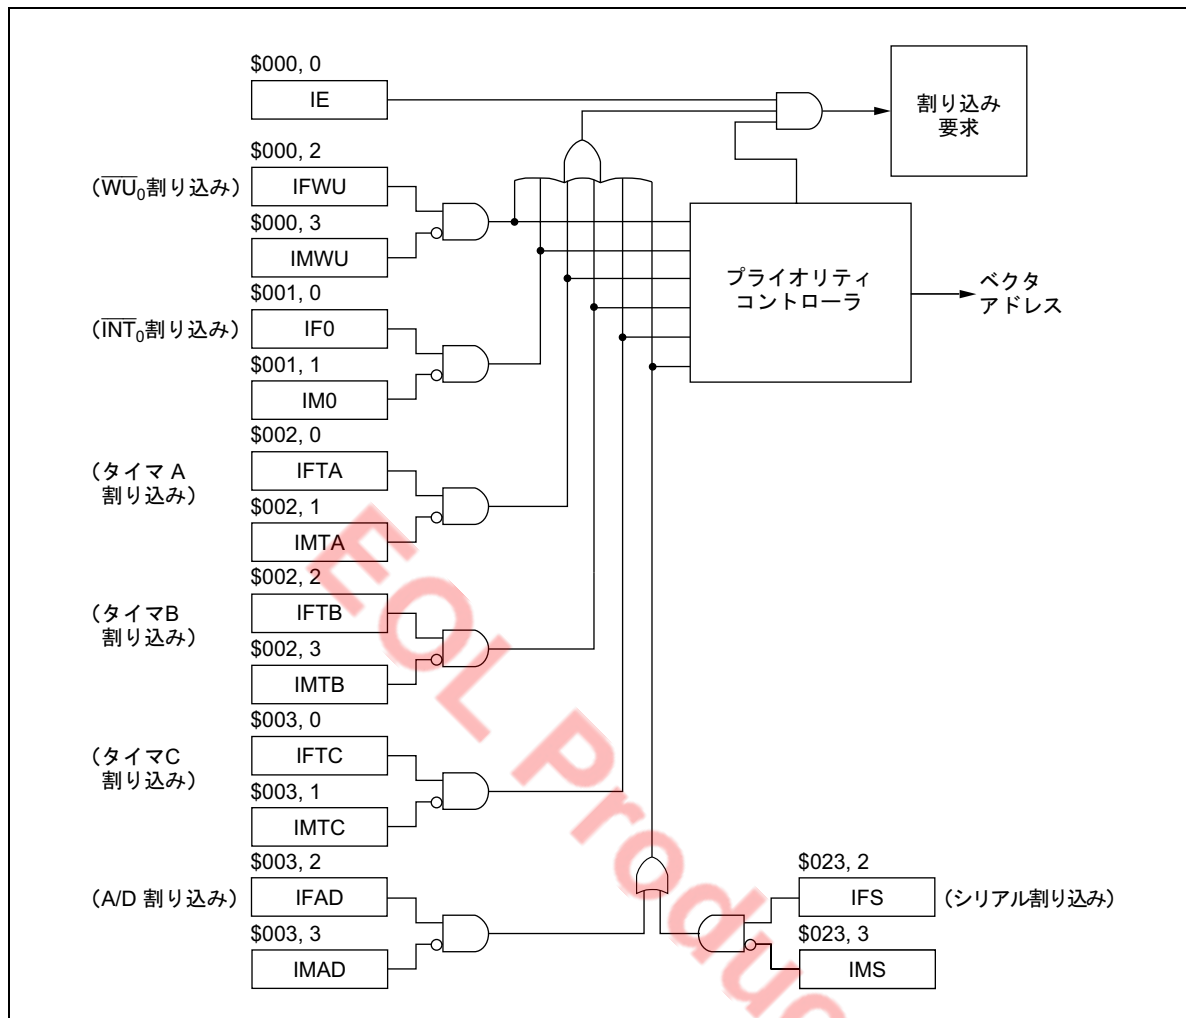 $000, 0
IE
割り込み
要求
$000, 2
(WU0割り込み)
IFWU
$000, 3
IMWU
プライオリティ
コントローラ
ベクタ
アドレス
$001, 0
(INT0割り込み)
IF0
$001, 1
IM0
$002, 0
(タイマ A
割り込み)
IFTA
$002, 1
IMTA
$002, 2
(タイマB
割り込み)
IFTB
$002, 3
IMTB
$003, 0
(タイマC
割り込み)
IFTC
$003, 1
IMTC
$003, 2
(A/D 割り込み)
IFAD
$003, 3
IMAD
$023, 2
IFS
(シリアル割り込み)
$023, 3
IMS
EOL Produc